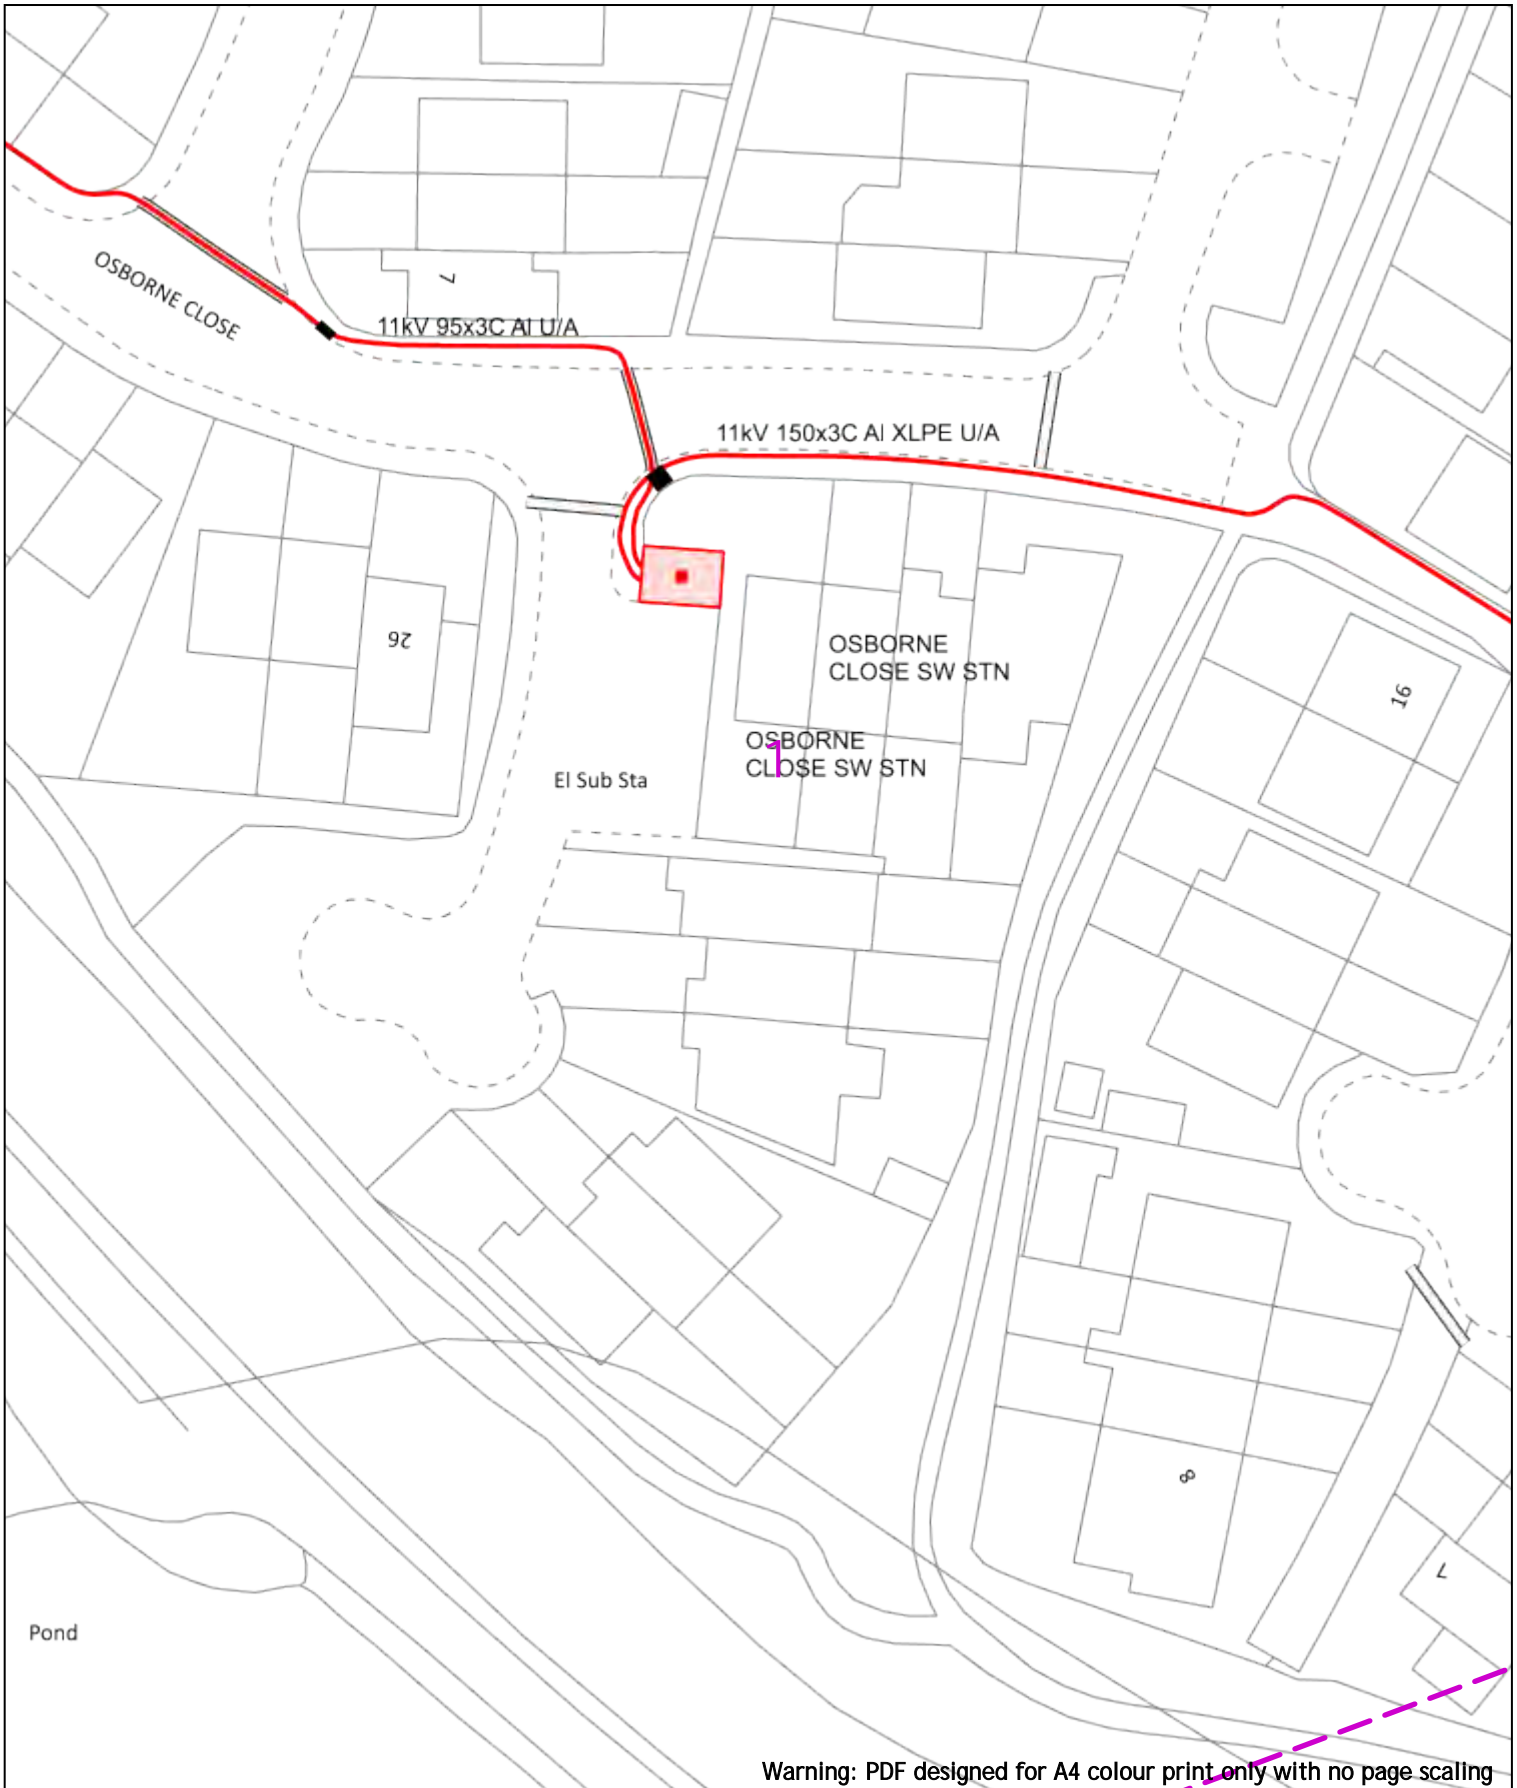 OSBORNE CLOSE
7
11kV 95x3C Al U/A
11kV 150x3C Al XLPE U/A
26
OSBORNE
CLOSE SW STN
16
OSBORNE
CLOSE SW STN
1
El Sub Sta
8
7
Pond
Warning: PDF designed for A4 colour print only with no page scaling